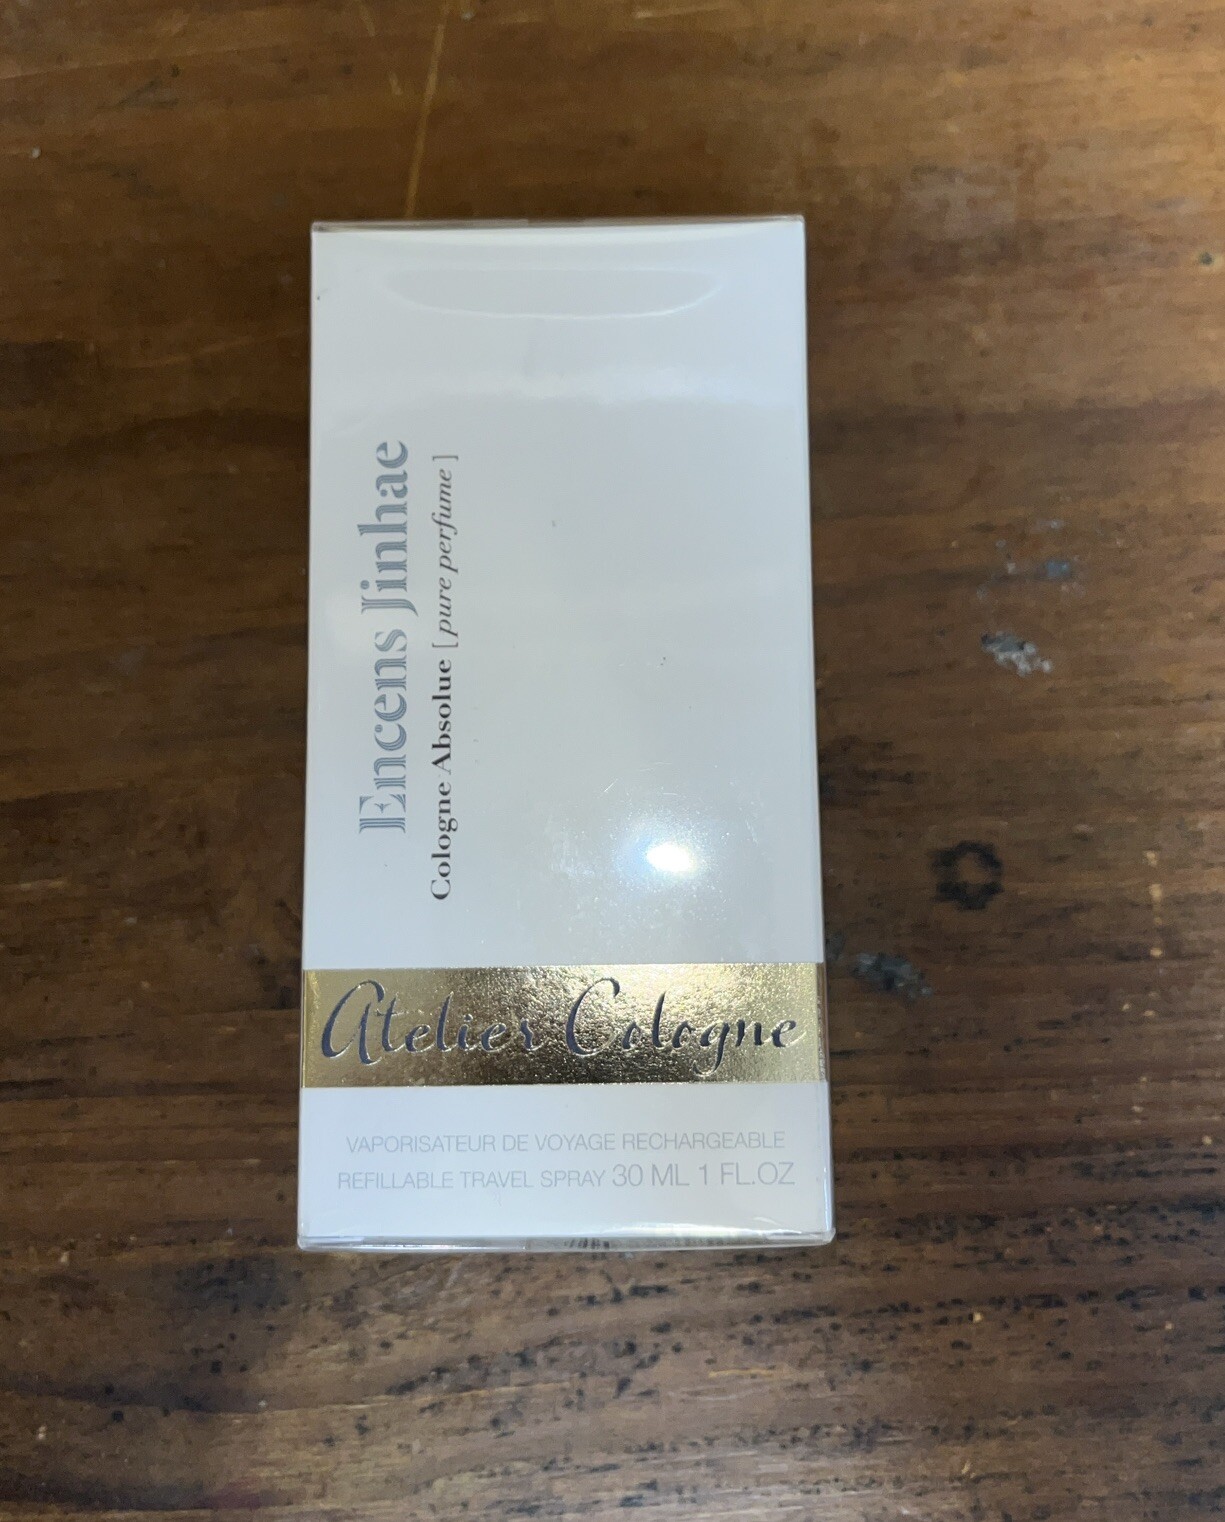 Encens Jinhae
Cologne Absolue [ pure perfume ]
Atelier Cologne
VAPORISATEUR DE VOYAGE RECHARGEABLE
REFILLABLE TRAVEL SPRAY 30 ML 1 FL.OZ